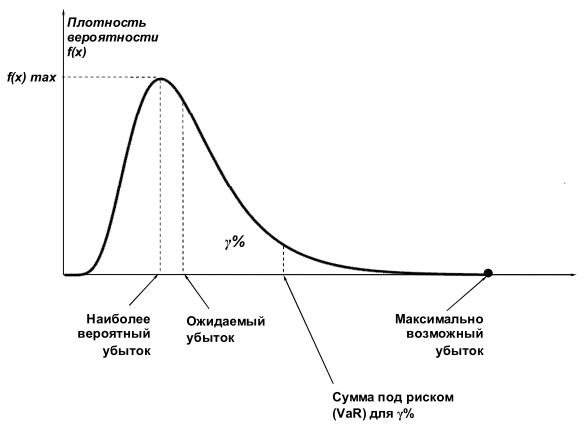 Плотность
вероятности
f(x)
f(x) max
γ%
Наиболее
вероятный
убыток
Ожидаемый
убыток
Максимально
возможный
убыток
Сумма под риском
(VaR) для γ%